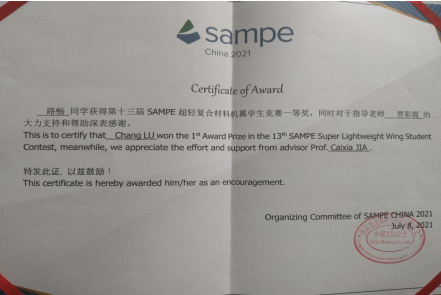 sampe
China 2021
Certificate of Award
路畅 同学获得第十三届 SAMPE 超轻复合材料机翼学生竞赛一等奖，同时对于指导老师 贾彩霞 的
大力支持和帮助深表感谢。
This is to certify that Chang LU won the 1st Award Prize in the 13th SAMPE Super Lightweight Wing Student
Contest, meanwhile, we appreciate the effort and support from advisor Prof. Caixia JIA .
特发此证，以兹鼓励！
This certificate is hereby awarded him/her as an encouragement.
Organizing Committee of SAMPE CHINA 2021
July 8, 2021